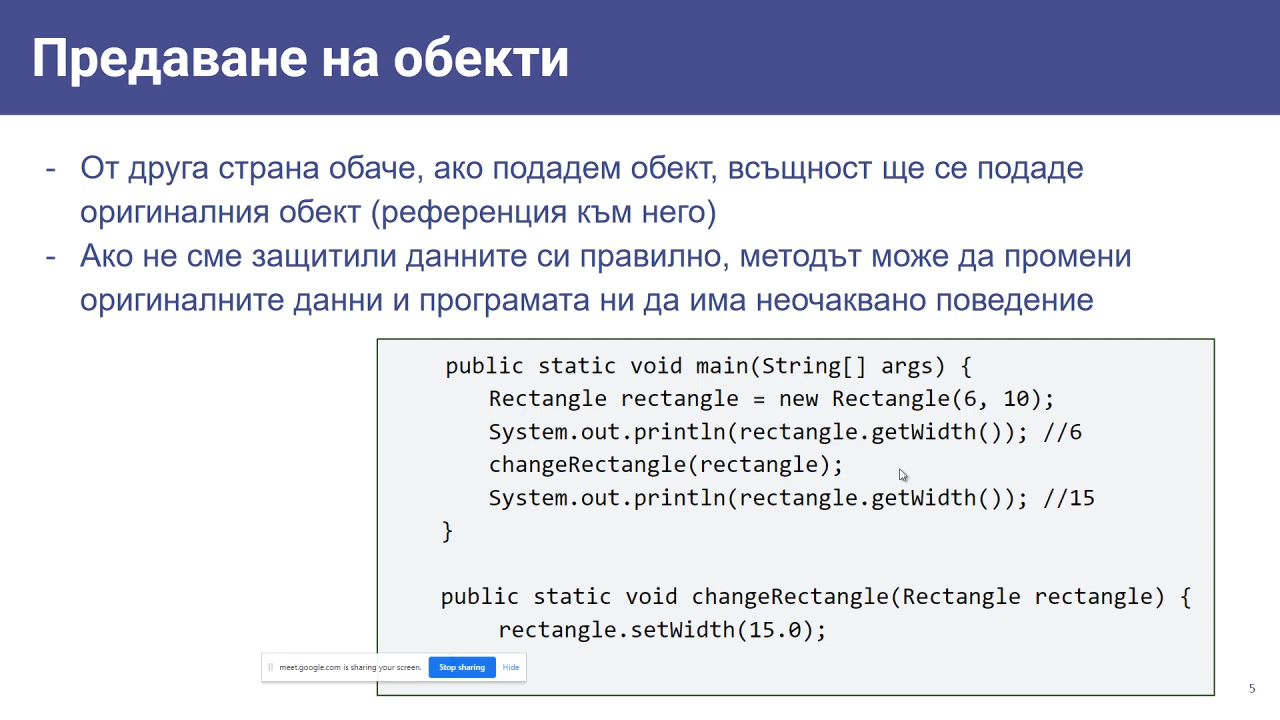 Предаване на обекти
- От друга страна обаче, ако подадем обект, всъщност ще се подаде
оригиналния обект (референция към него)
- Ако не сме защитили данните си правилно, методът може да промени
оригиналните данни и програмата ни да има неочаквано поведение
public static void main(String[] args) {
Rectangle rectangle = new Rectangle(6, 10);
System.out.println(rectangle.getWidth()); //6
changeRectangle(rectangle);
System.out.println(rectangle.getWidth()); //15
}
public static void changeRectangle(Rectangle rectangle) {
rectangle.setWidth(15.0);
meet.google.com is sharing your screen. Stop sharing Hide
5